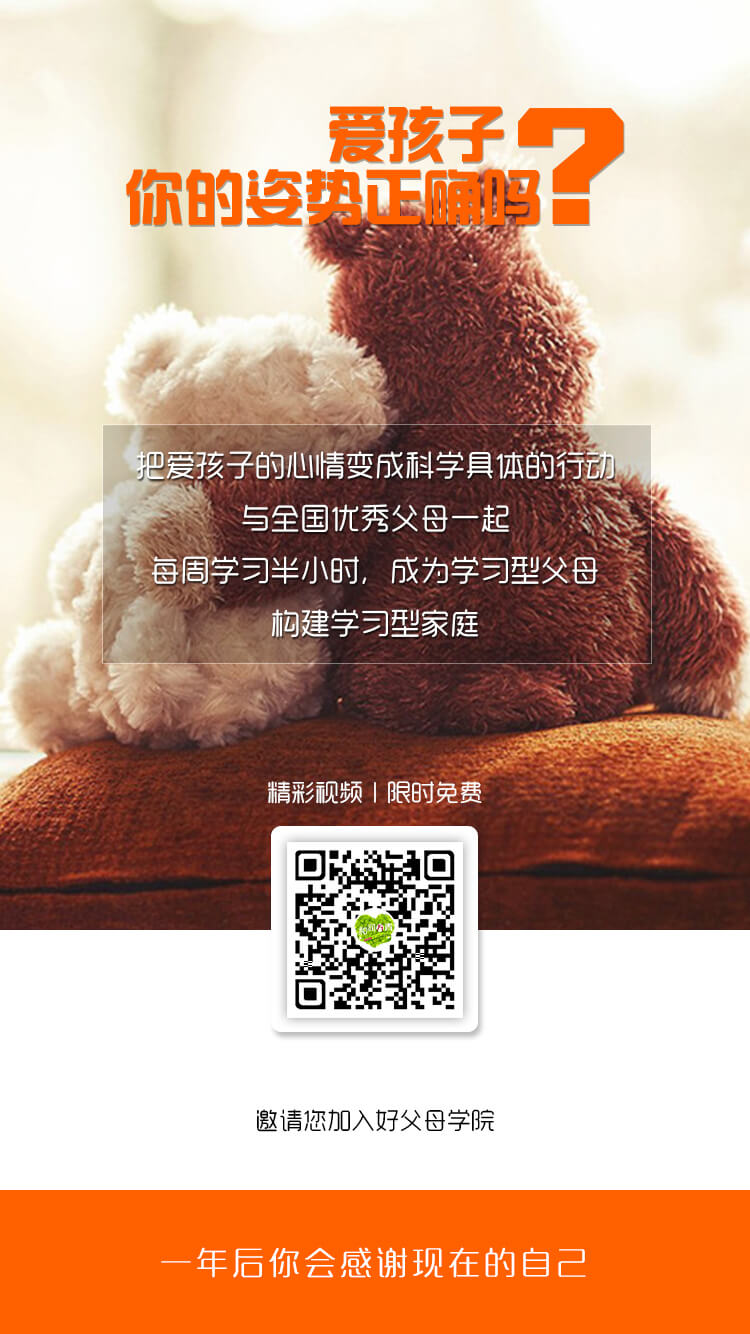 爱孩子
你的姿势正确吗？
把爱孩子的心情变成科学具体的行动
与全国优秀父母一起
每周学习半小时，成为学习型父母
构建学习型家庭
精彩视频 | 限时免费
邀请您加入好父母学院
一年后你会感谢现在的自己